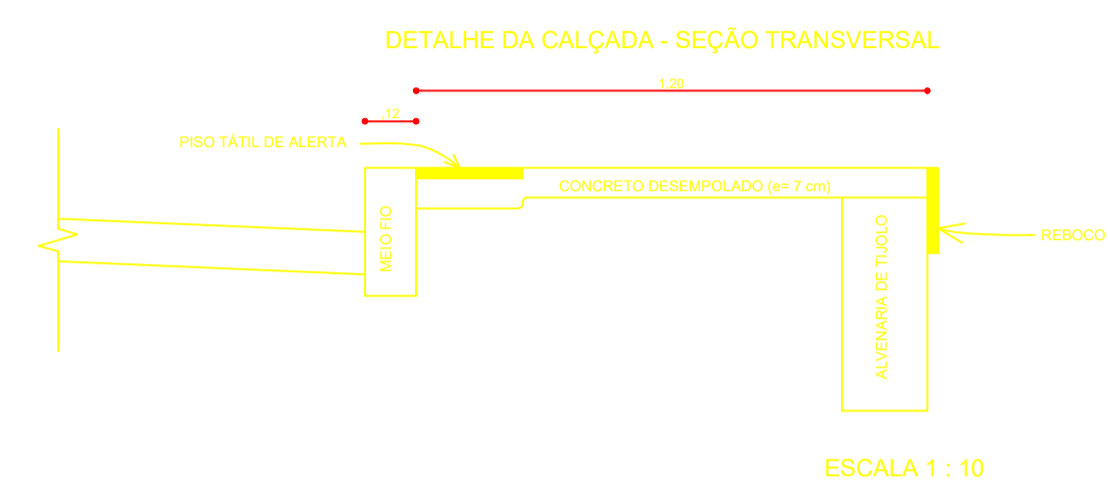 DETALHE DA CALÇADA - SEÇÃO TRANSVERSAL
1.20
.12
PISO TÁTIL DE ALERTA
CONCRETO DESEMPOLADO (e= 7 cm)
MEIO FIO
ALVENARIA DE TIJOLO
REBOCO
ESCALA 1 : 10